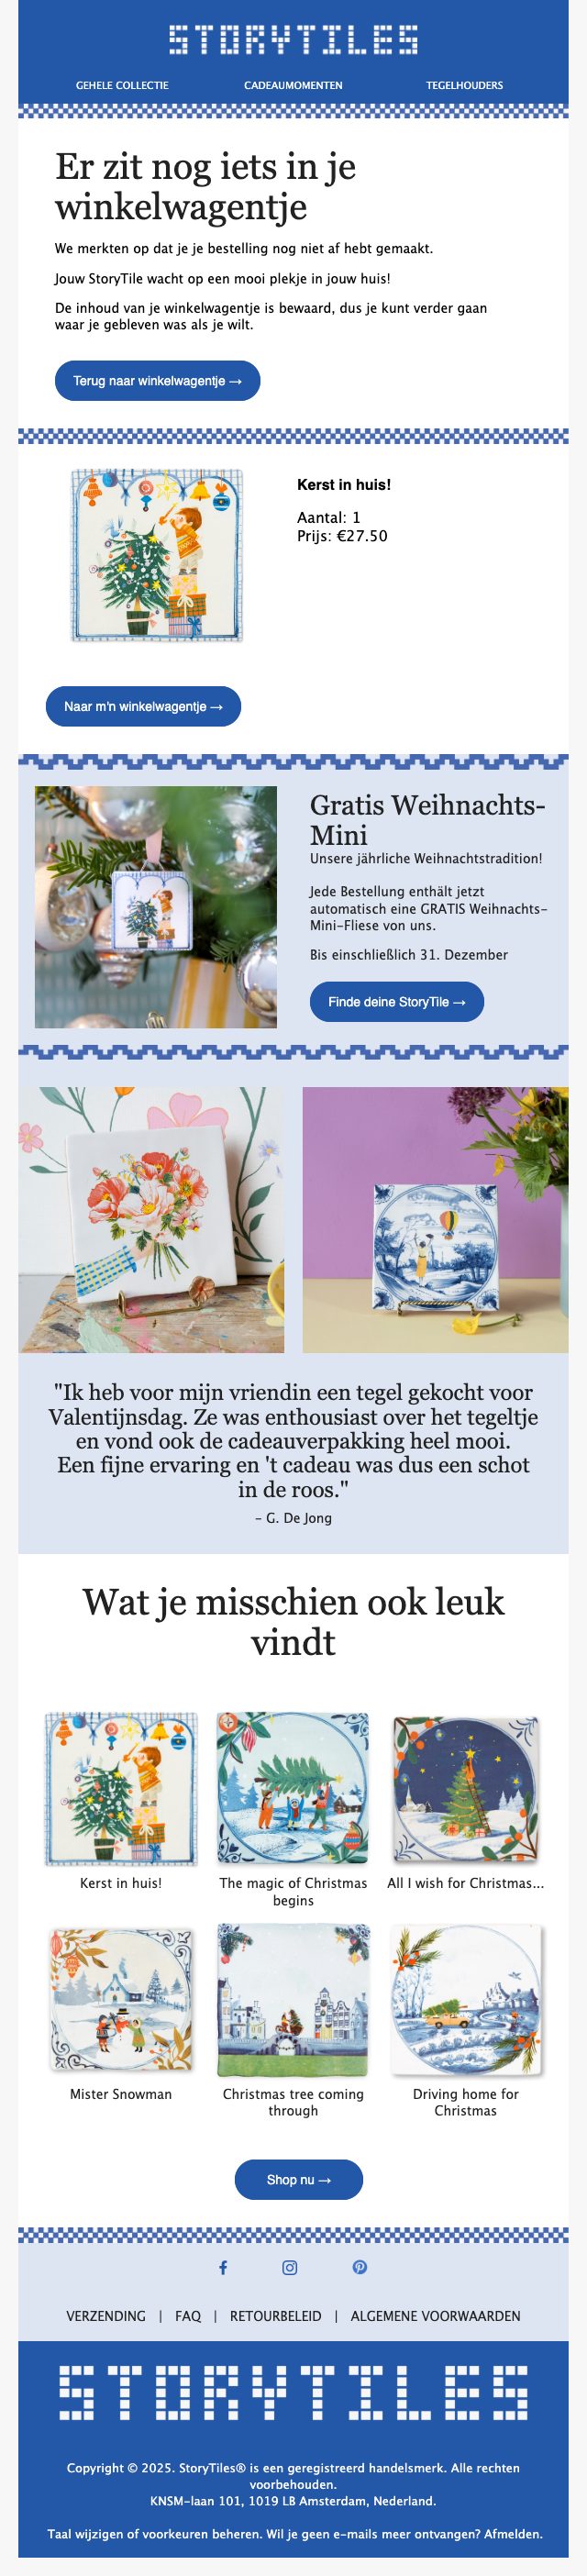 STORYTILES
GEHELE COLLECTIE CADEAUMOMENTEN TEGELHOUDERS
Er zit nog iets in je
winkelwagentje
We merkten op dat je je bestelling nog niet af hebt gemaakt.
Jouw StoryTile wacht op een mooi plekje in jouw huis!
De inhoud van je winkelwagentje is bewaard, dus je kunt verder gaan
waar je gebleven was als je wilt.
Terug naar winkelwagentje →
Kerst in huis!
Aantal: 1
Prijs: €27.50
Naar m'n winkelwagentje →
Gratis Weihnachts-
Mini
Unsere jährliche Weihnachtstradition!
Jede Bestellung enthält jetzt
automatisch eine GRATIS Weihnachts-
Mini-Fliese von uns.
Bis einschließlich 31. Dezember
Finde deine StoryTile →
"Ik heb voor mijn vriendin een tegel gekocht voor
Valentijnsdag. Ze was enthousiast over het tegeltje
en vond ook de cadeauverpakking heel mooi.
Een fijne ervaring en 't cadeau was dus een schot
in de roos."
- G. De Jong
Wat je misschien ook leuk
vindt
Kerst in huis!
The magic of Christmas
begins
All I wish for Christmas...
Mister Snowman
Christmas tree coming
through
Driving home for
Christmas
Shop nu →
VERZENDING | FAQ | RETOURBELEID | ALGEMENE VOORWAARDEN
STORYTILES
Copyright © 2025. StoryTiles® is een geregistreerd handelsmerk. Alle rechten
voorbehouden.
KNSM-laan 101, 1019 LB Amsterdam, Nederland.
Taal wijzigen of voorkeuren beheren. Wil je geen e-mails meer ontvangen? Afmelden.